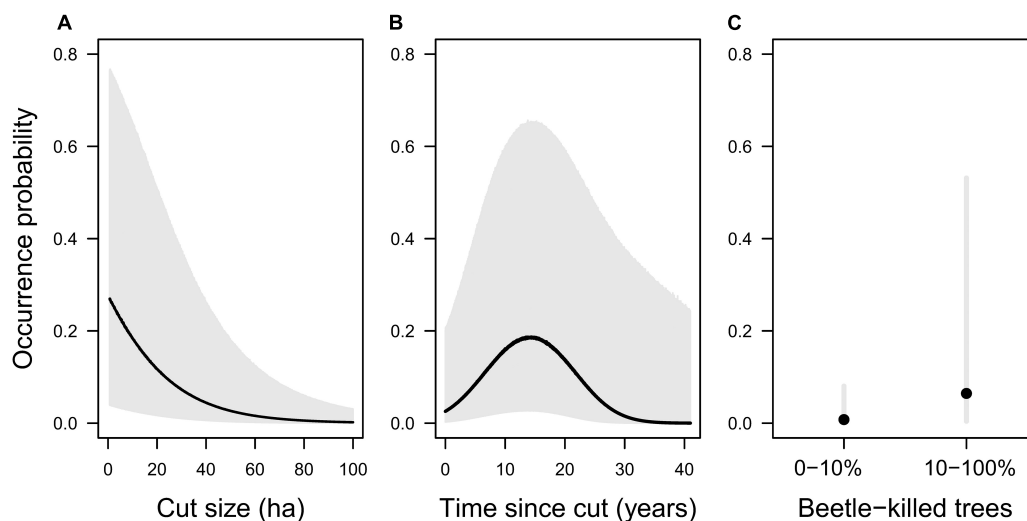 A B C
Occurrence probability
0.8
0.6
0.4
0.2
0.0
0 20 40 60 80 100
Cut size (ha)
0.8
0.6
0.4
0.2
0.0
0 10 20 30 40
Time since cut (years)
0.8
0.6
0.4
0.2
0.0
0−10% 10−100%
Beetle−killed trees